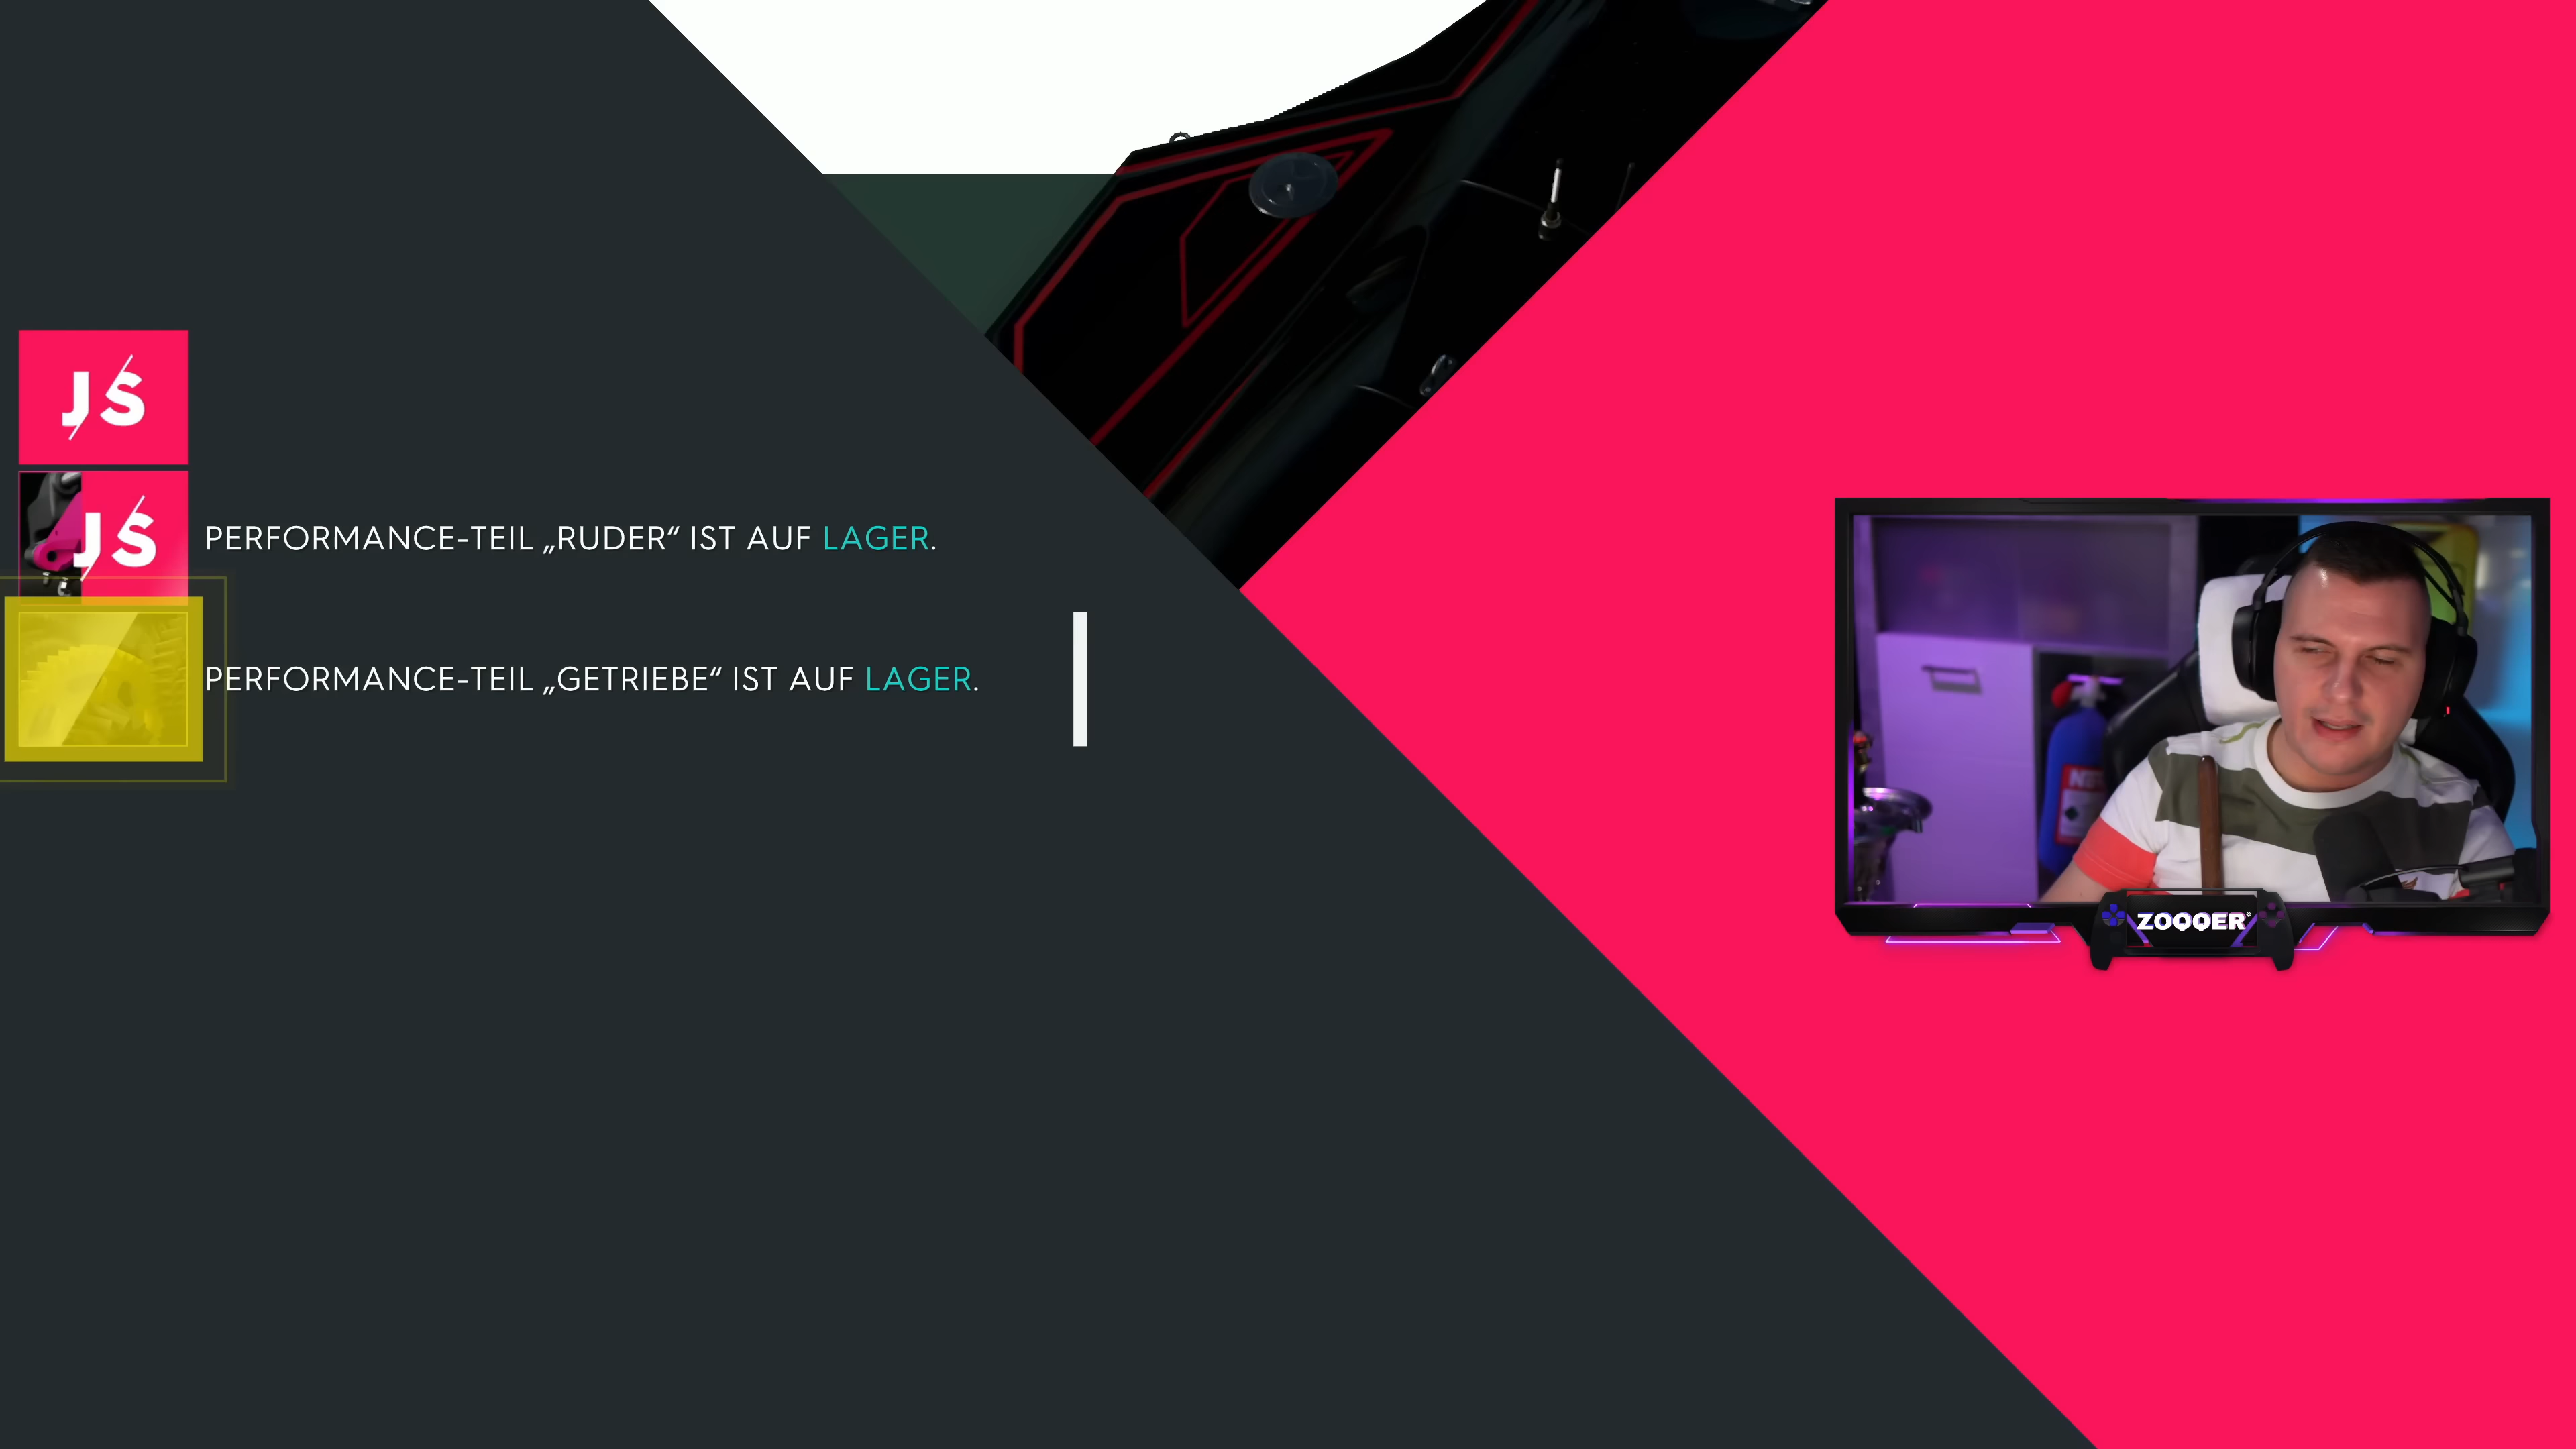 JS
JS
PERFORMANCE-TEIL „RUDER“ IST AUF LAGER.
PERFORMANCE-TEIL „GETRIEBE“ IST AUF LAGER.
ZOQQER